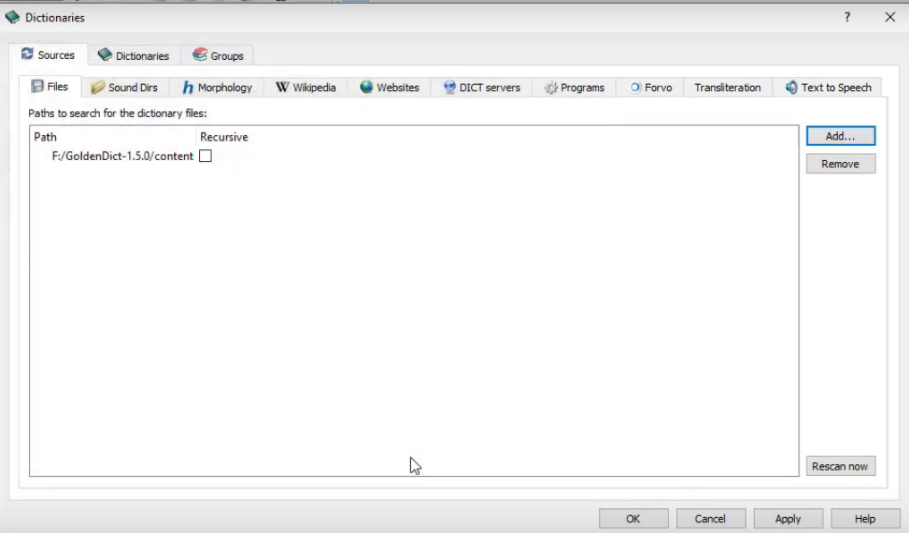 Dictionaries
?
Sources Dictionaries Groups
Files Sound Dirs Morphology Wikipedia Websites DICT servers Programs Forvo Transliteration Text to Speech
Paths to search for the dictionary files:
Path Recursive Add...
F:/GoldenDict-1.5.0/content
Remove
Rescan now
OK Cancel Apply Help